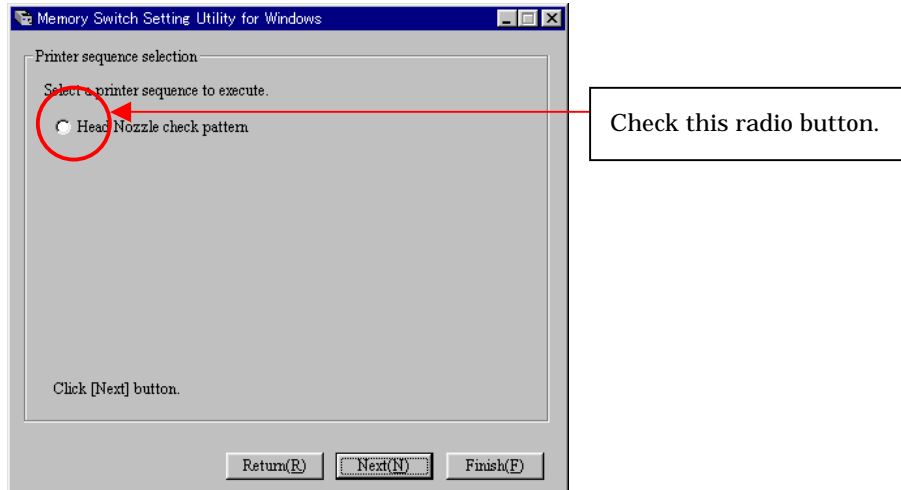 Memory Switch Setting Utility for Windows
Printer sequence selection
Select a printer sequence to execute.
Head Nozzle check pattern
Check this radio button.
Click [Next] button.
Return(R) Next(N) Finish(F)